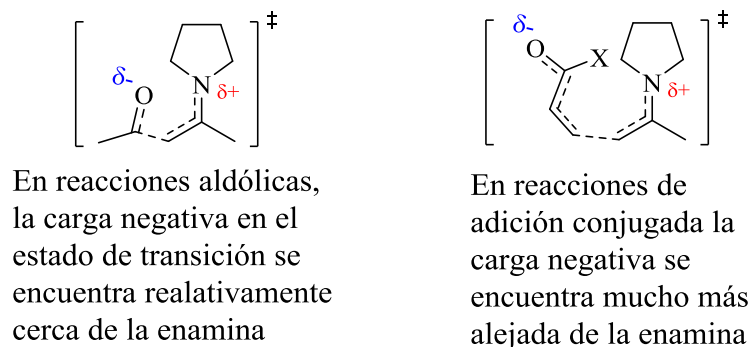 ‡
δ-
O
N
δ+
En reacciones aldólicas,
la carga negativa en el
estado de transición se
encuentra realativamente
cerca de la enamina
‡
δ-
O
X
N
δ+
En reacciones de
adición conjugada la
carga negativa se
encuentra mucho más
alejada de la enamina